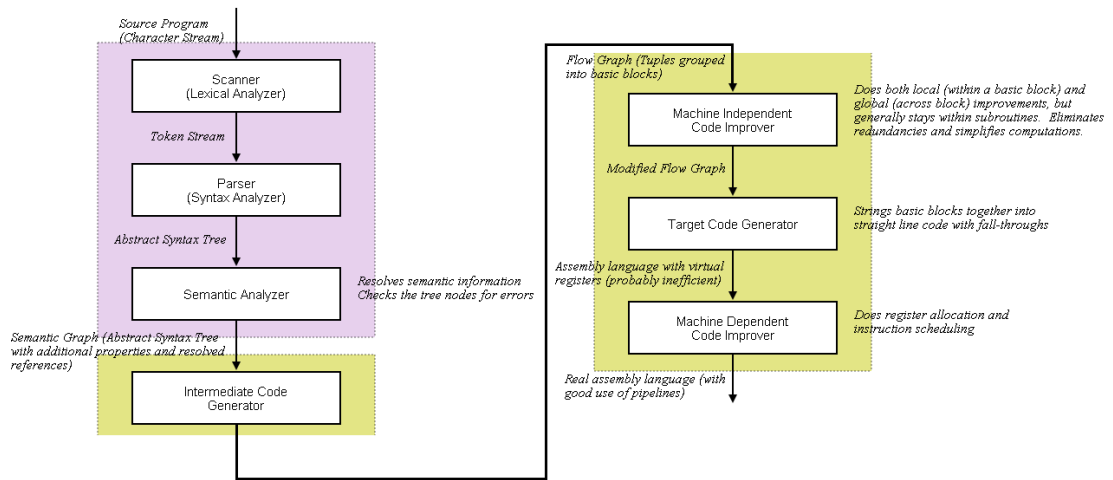 Source Program
(Character Stream)
Scanner
(Lexical Analyzer)
Token Stream
Parser
(Syntax Analyzer)
Abstract Syntax Tree
Semantic Analyzer
Resolves semantic information
Checks the tree nodes for errors
Semantic Graph (Abstract Syntax Tree
with additional properties and resolved
references)
Intermediate Code
Generator
Flow Graph (Tuples grouped
into basic blocks)
Machine Independent
Code Improver
Does both local (within a basic block) and
global (across block) improvements, but
generally stays within subroutines. Eliminates
redundancies and simplifies computations.
Modified Flow Graph
Target Code Generator
Strings basic blocks together into
straight line code with fall-throughs
Assembly language with virtual
registers (probably inefficient)
Machine Dependent
Code Improver
Does register allocation and
instruction scheduling
Real assembly language (with
good use of pipelines)